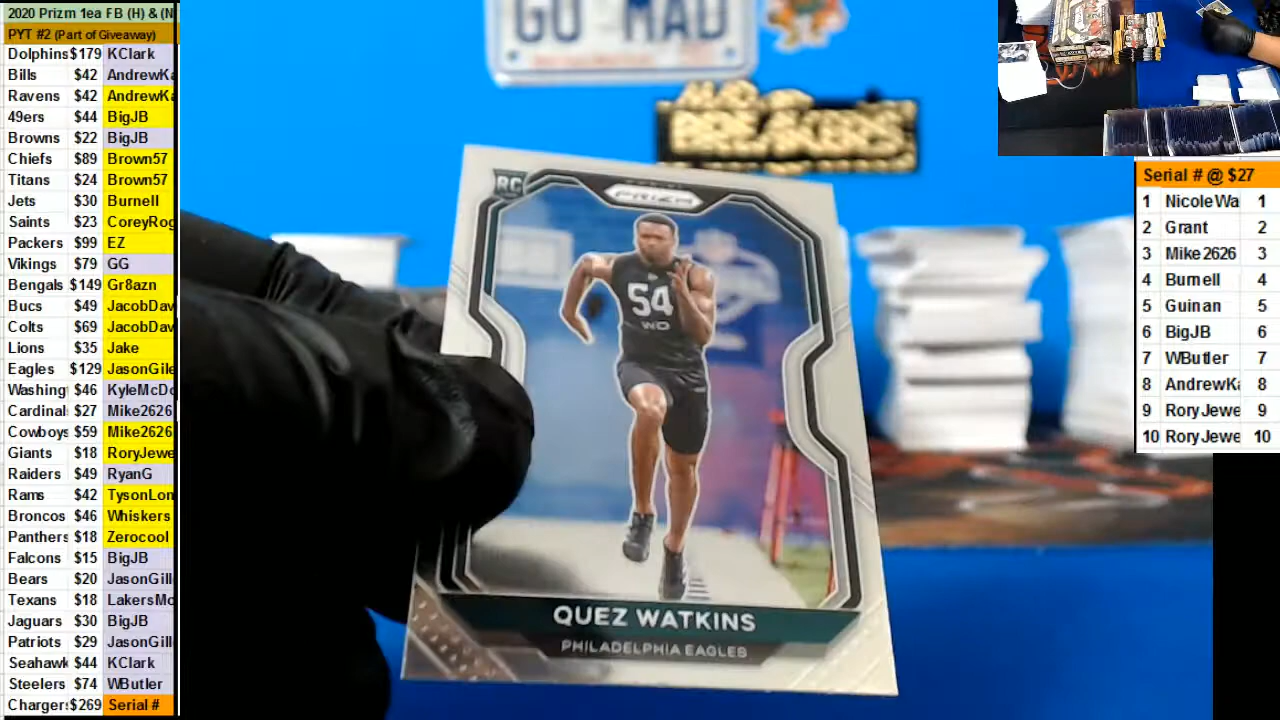 2020 Prizm 1ea FB (H) & (N
PYT #2 (Part of Giveaway)
Dolphins $179 KClark
Bills $42 AndrewKa
Ravens $42 AndrewKa
49ers $44 BigJB
Browns $22 BigJB
Chiefs $89 Brown57
Titans $24 Brown57
Jets $30 Burnell
Saints $23 CoreyRog
Packers $99 EZ
Vikings $79 GG
Bengals $149 Gr8azn
Bucs $49 JacobDav
Colts $69 JacobDav
Lions $35 Jake
Eagles $129 JasonGile
Washing $46 KyleMcDo
Cardinal $27 Mike2626
Cowboys $59 Mike2626
Giants $18 RoryJewe
Raiders $49 RyanG
Rams $42 TysonLon
Broncos $46 Whiskers
Panthers $18 Zerocool
Falcons $15 BigJB
Bears $20 JasonGill
Texans $18 LakersMo
Jaguars $30 BigJB
Patriots $29 JasonGill
Seahawk $44 KClark
Steelers $74 WButler
Charger $269 Serial #
GO MAD
BREAKERS
RC
PRIZM
54
WO
QUEZ WATKINS
PHILADELPHIA EAGLES
Serial # @ $27
1 NicoleWa 1
2 Grant 2
3 Mike2626 3
4 Burnell 4
5 Guinan 5
6 BigJB 6
7 WButler 7
8 AndrewKa 8
9 RoryJewe 9
10 RoryJewe 10